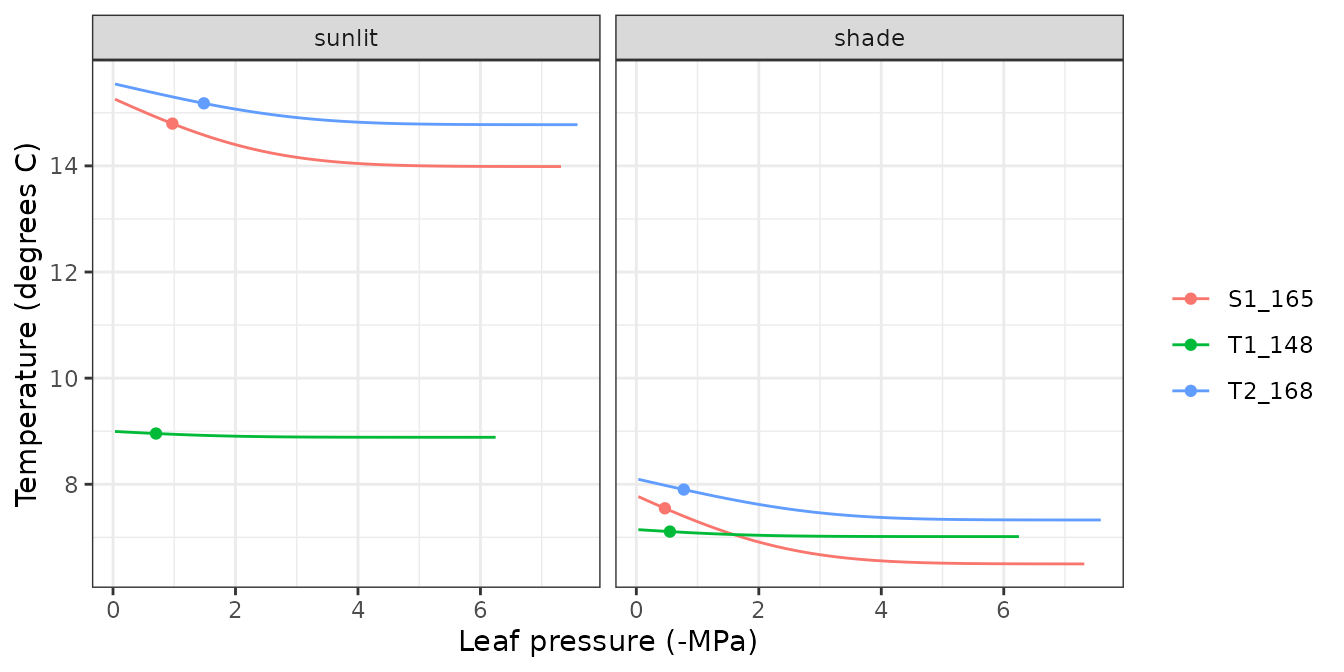 sunlit
shade
Temperature (degrees C)
14
12
10
8
0 2 4 6
0 2 4 6
Leaf pressure (-MPa)
S1_165
T1_148
T2_168